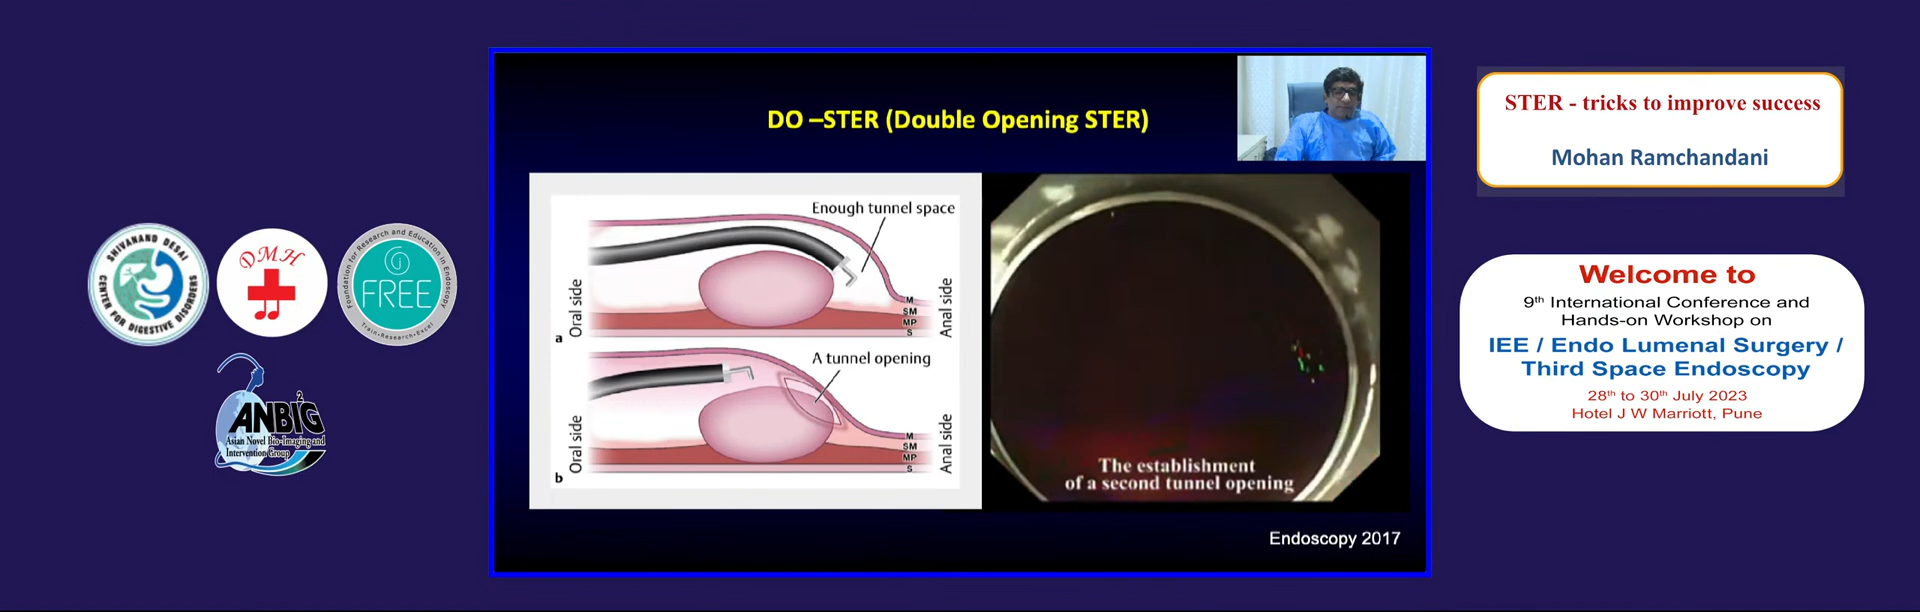 SHIVANAND DESAI
CENTER FOR DIGESTIVE DISORDERS
DMH
Foundation for Research and Education in Endoscopy
FREE
Train•Research•Excel
ANBI2G
Asian Novel Bio-Imaging and
Intervention Group
DO –STER (Double Opening STER)
Enough tunnel space
Oral side
M
SM
MP
S
Anal side
a
A tunnel opening
Oral side
M
SM
MP
S
Anal side
b
The establishment
of a second tunnel opening
Endoscopy 2017
STER - tricks to improve success
Mohan Ramchandani
Welcome to
9th International Conference and
Hands-on Workshop on
IEE / Endo Lumenal Surgery /
Third Space Endoscopy
28th to 30th July 2023
Hotel J W Marriott, Pune